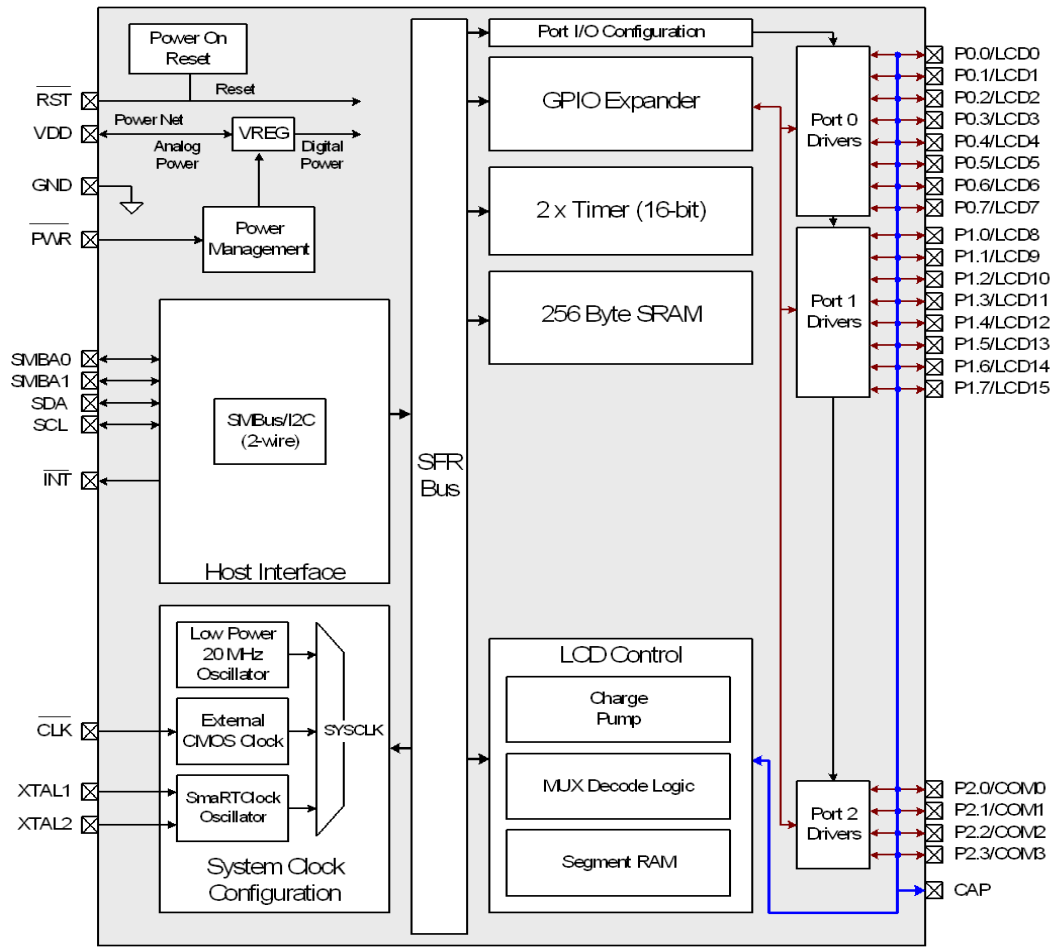 Power On
Reset
RST
Reset
VDD
Power Net
Analog
Power
VREG
Digital
Power
GND
PWR
Power
Management
SMBA0
SMBA1
SDA
SCL
INT
SMBus/I2C
(2-wire)
Host Interface
Low Power
20 MHz
Oscillator
CLK
External
CMOS Clock
SYSCLK
XTAL1
XTAL2
SmaRTClock
Oscillator
System Clock
Configuration
SFR
Bus
Port I/O Configuration
GPIO Expander
2 x Timer (16-bit)
256 Byte SRAM
LCD Control
Charge
Pump
MUX Decode Logic
Segment RAM
Port 0
Drivers
Port 1
Drivers
Port 2
Drivers
P0.0/LCD0
P0.1/LCD1
P0.2/LCD2
P0.3/LCD3
P0.4/LCD4
P0.5/LCD5
P0.6/LCD6
P0.7/LCD7
P1.0/LCD8
P1.1/LCD9
P1.2/LCD10
P1.3/LCD11
P1.4/LCD12
P1.5/LCD13
P1.6/LCD14
P1.7/LCD15
P2.0/COM0
P2.1/COM1
P2.2/COM2
P2.3/COM3
CAP